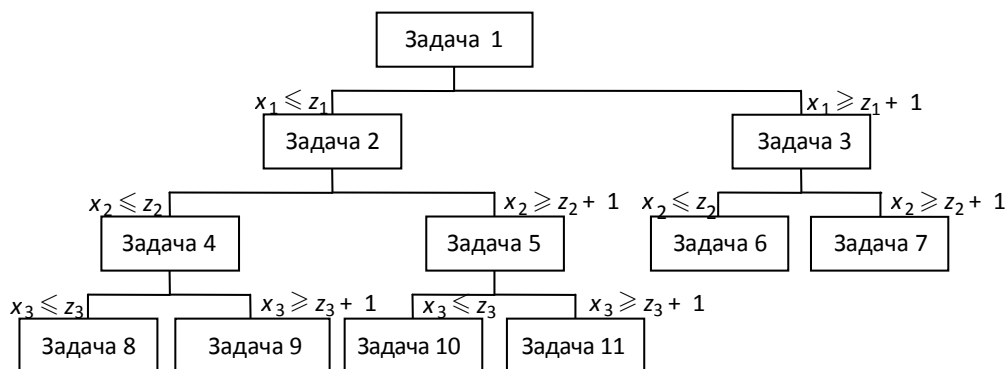 Задача 1
x₁ ⩽ z₁
x₁ ⩾ z₁ + 1
Задача 2
Задача 3
x₂ ⩽ z₂
x₂ ⩾ z₂ + 1
x₂ ⩽ z₂
x₂ ⩾ z₂ + 1
Задача 4
Задача 5
Задача 6
Задача 7
x₃ ⩽ z₃
x₃ ⩾ z₃ + 1
x₃ ⩽ z₃
x₃ ⩾ z₃ + 1
Задача 8
Задача 9
Задача 10
Задача 11